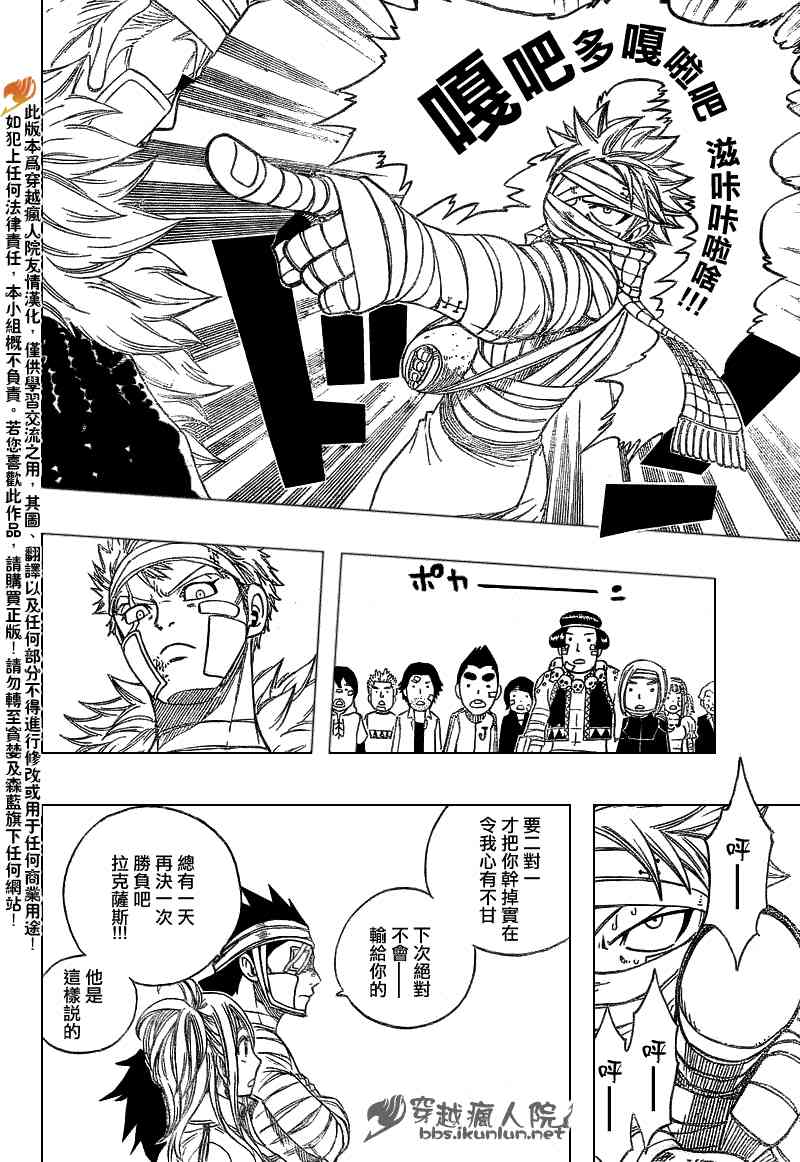 嘎吧多嘎啦吧
滋咔咔啦啥!!!
ド
ン
ポカーン
呼—
呼—
呼—
要二對一
才把你幹掉實在
令我心有不甘
下次絕對
不會—
輸給你的
總有一天
再決一次
勝負吧
拉克薩斯!!!
他是
這樣說的
J
此版本爲穿越瘋人院友情漢化，僅供學習交流之用，其圖、翻譯以及任何部分不得進行修改或用于任何商業用途！
如犯上任何法律責任，本小組概不負責。若您喜歡此作品，請購買正版！請勿轉至貪婪及森藍旗下任何網站！
穿越瘋人院
bbs.ikunlun.net